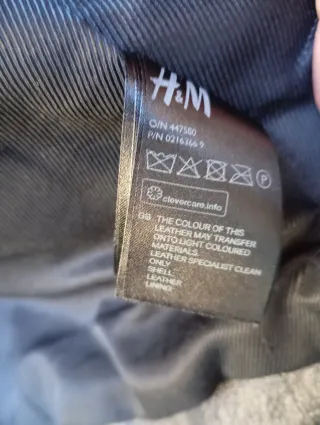 H&M
O/N 447580
P/N 0216366 9
P
clevercare.info
GB THE COLOUR OF THIS
LEATHER MAY TRANSFER
ONTO LIGHT COLOURED
MATERIALS.
LEATHER SPECIALIST CLEAN
ONLY
SHELL:
LEATHER
LINING: